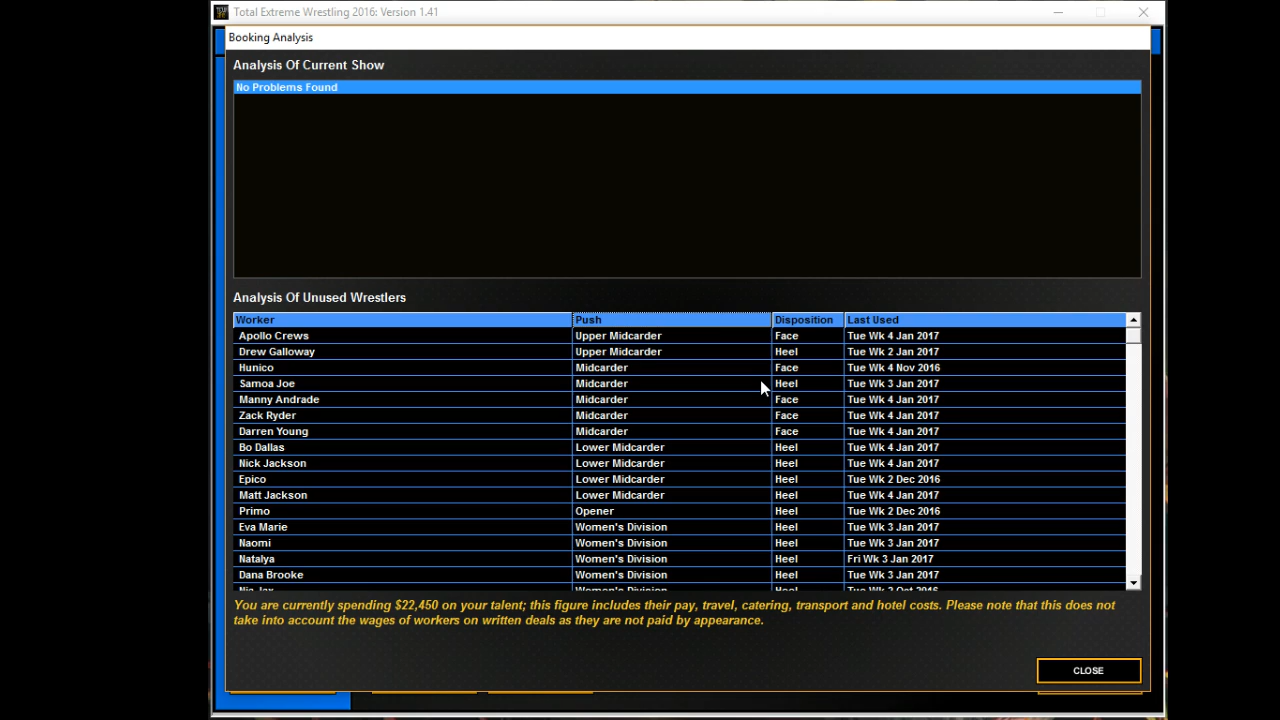 Total Extreme Wrestling 2016: Version 1.41
Booking Analysis
Analysis Of Current Show
No Problems Found
Analysis Of Unused Wrestlers
Worker Push Disposition Last Used
Apollo Crews Upper Midcarder Face Tue Wk 4 Jan 2017
Drew Galloway Upper Midcarder Heel Tue Wk 2 Jan 2017
Hunico Midcarder Face Tue Wk 4 Nov 2016
Samoa Joe Midcarder Heel Tue Wk 3 Jan 2017
Manny Andrade Midcarder Face Tue Wk 4 Jan 2017
Zack Ryder Midcarder Face Tue Wk 4 Jan 2017
Darren Young Midcarder Face Tue Wk 4 Jan 2017
Bo Dallas Lower Midcarder Heel Tue Wk 4 Jan 2017
Nick Jackson Lower Midcarder Heel Tue Wk 4 Jan 2017
Epico Lower Midcarder Heel Tue Wk 2 Dec 2016
Matt Jackson Lower Midcarder Heel Tue Wk 4 Jan 2017
Primo Opener Heel Tue Wk 2 Dec 2016
Eva Marie Women's Division Heel Tue Wk 3 Jan 2017
Naomi Women's Division Heel Tue Wk 3 Jan 2017
Natalya Women's Division Heel Fri Wk 3 Jan 2017
Dana Brooke Women's Division Heel Tue Wk 3 Jan 2017
Nia Jax Women's Division Heel Tue Wk 2 Oct 2016
You are currently spending $22,450 on your talent; this figure includes their pay, travel, catering, transport and hotel costs. Please note that this does not
take into account the wages of workers on written deals as they are not paid by appearance.
CLOSE